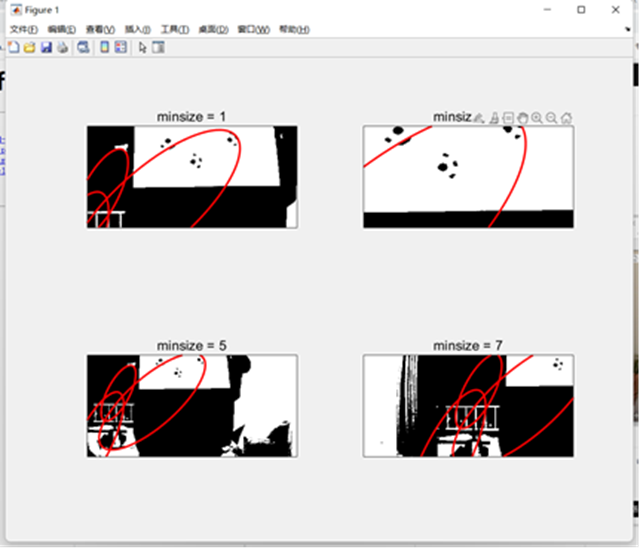 Figure 1
文件(F) 编辑(E) 查看(V) 插入(I) 工具(T) 桌面(D) 窗口(W) 帮助(H)
minsize = 1
minsiz
minsize = 5
minsize = 7